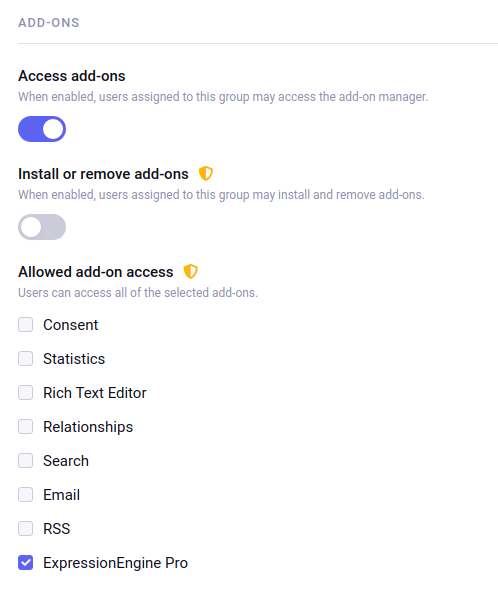 ADD-ONS
Access add-ons
When enabled, users assigned to this group may access the add-on manager.
Install or remove add-ons
When enabled, users assigned to this group may install and remove add-ons.
Allowed add-on access
Users can access all of the selected add-ons.
Consent
Statistics
Rich Text Editor
Relationships
Search
Email
RSS
ExpressionEngine Pro